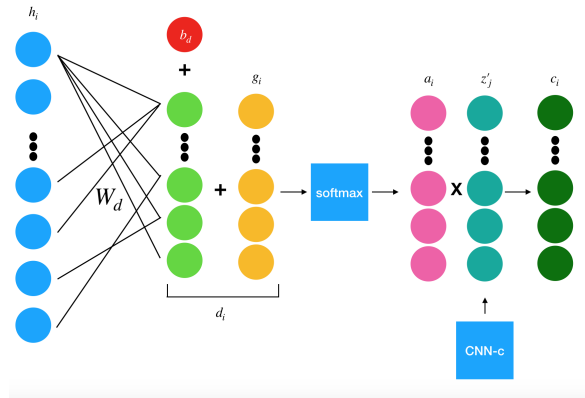 h_i
b_d
+
g_i
a_i
z'_j
c_i
W_d
+
softmax
X
d_i
CNN-c